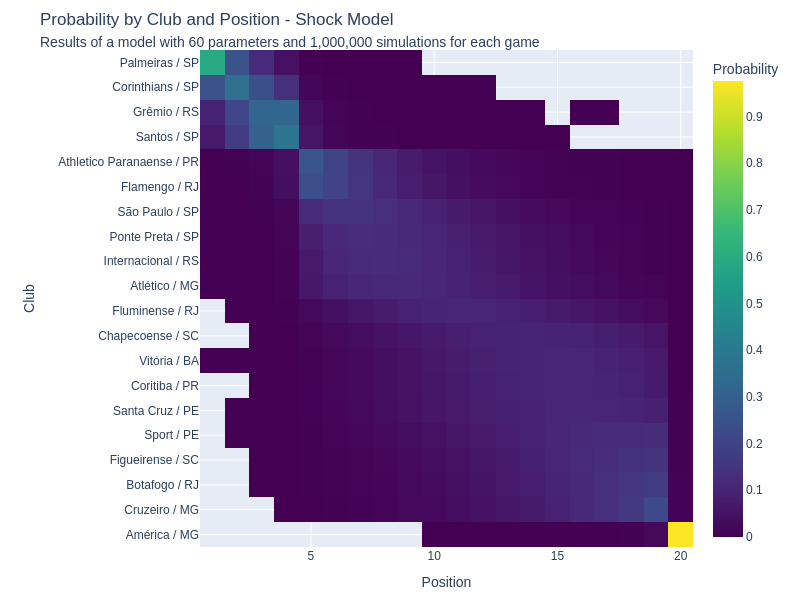 Probability by Club and Position - Shock Model
Results of a model with 60 parameters and 1,000,000 simulations for each game
Probability
Palmeiras / SP
Corinthians / SP
Grêmio / RS
Santos / SP
Athletico Paranaense / PR
Flamengo / RJ
São Paulo / SP
Ponte Preta / SP
Internacional / RS
Atlético / MG
Fluminense / RJ
Chapecoense / SC
Vitória / BA
Coritiba / PR
Santa Cruz / PE
Sport / PE
Figueirense / SC
Botafogo / RJ
Cruzeiro / MG
América / MG
Club
5
10
15
20
Position
0.9
0.8
0.7
0.6
0.5
0.4
0.3
0.2
0.1
0